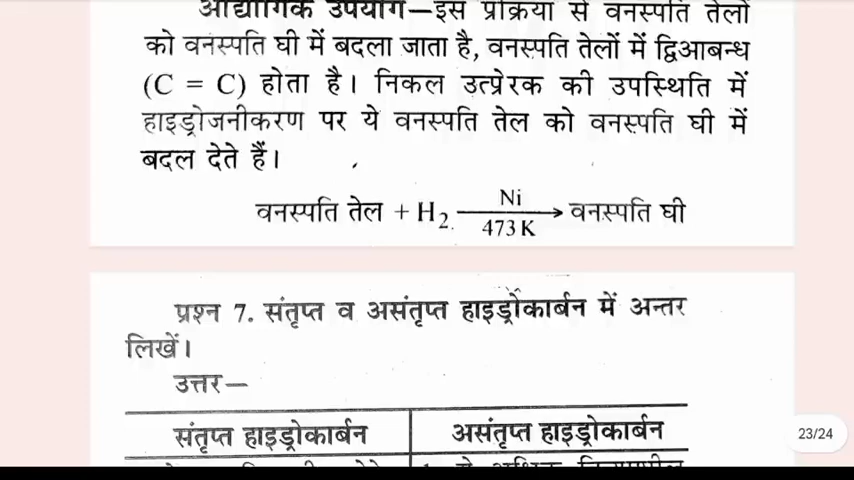 औद्योगिक उपयोग—इस प्रक्रिया से वनस्पति तेलों
को वनस्पति घी में बदला जाता है, वनस्पति तेलों में द्विआबन्ध
(C = C) होता है। निकल उत्प्रेरक की उपस्थिति में
हाइड्रोजनीकरण पर ये वनस्पति तेल को वनस्पति घी में
बदल देते हैं।
वनस्पति तेल + H₂ —Ni/473 K→ वनस्पति घी
प्रश्न 7. संतृप्त व असंतृप्त हाइड्रोकार्बन में अन्तर
लिखें।
उत्तर—
संतृप्त हाइड्रोकार्बन असंतृप्त हाइड्रोकार्बन
23/24